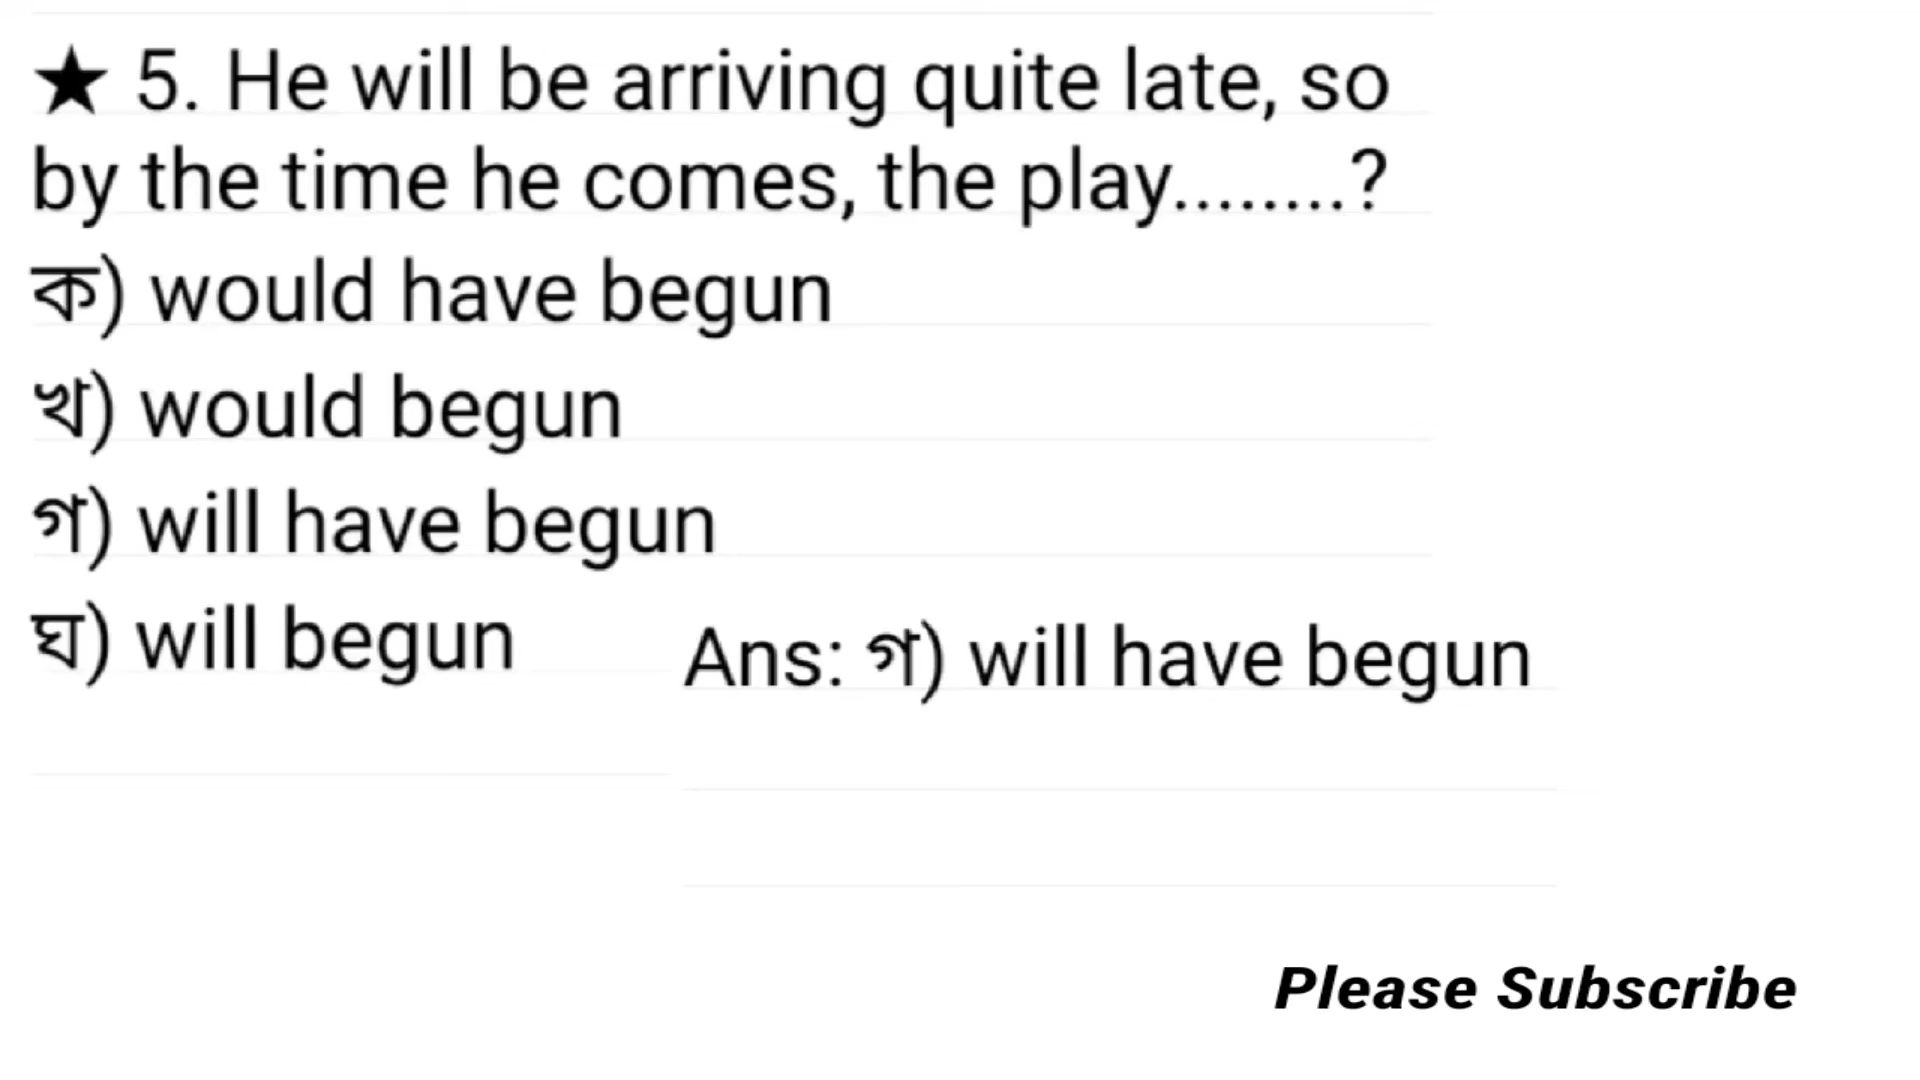 ★ 5. He will be arriving quite late, so
by the time he comes, the play........?
ক) would have begun
খ) would begun
গ) will have begun
ঘ) will begun
Ans: গ) will have begun
Please Subscribe